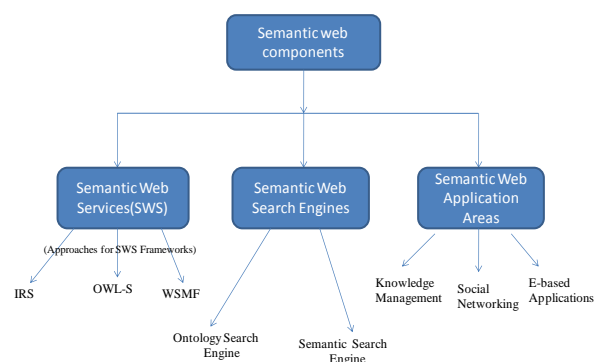 Semantic web
components
Semantic Web
Services(SWS)
Semantic Web
Search Engines
Semantic Web
Application
Areas
(Approaches for SWS Frameworks)
IRS
OWL-S
WSMF
Ontology Search
Engine
Semantic Search
Engine.
Knowledge
Management
Social
Networking
E-based
Applications